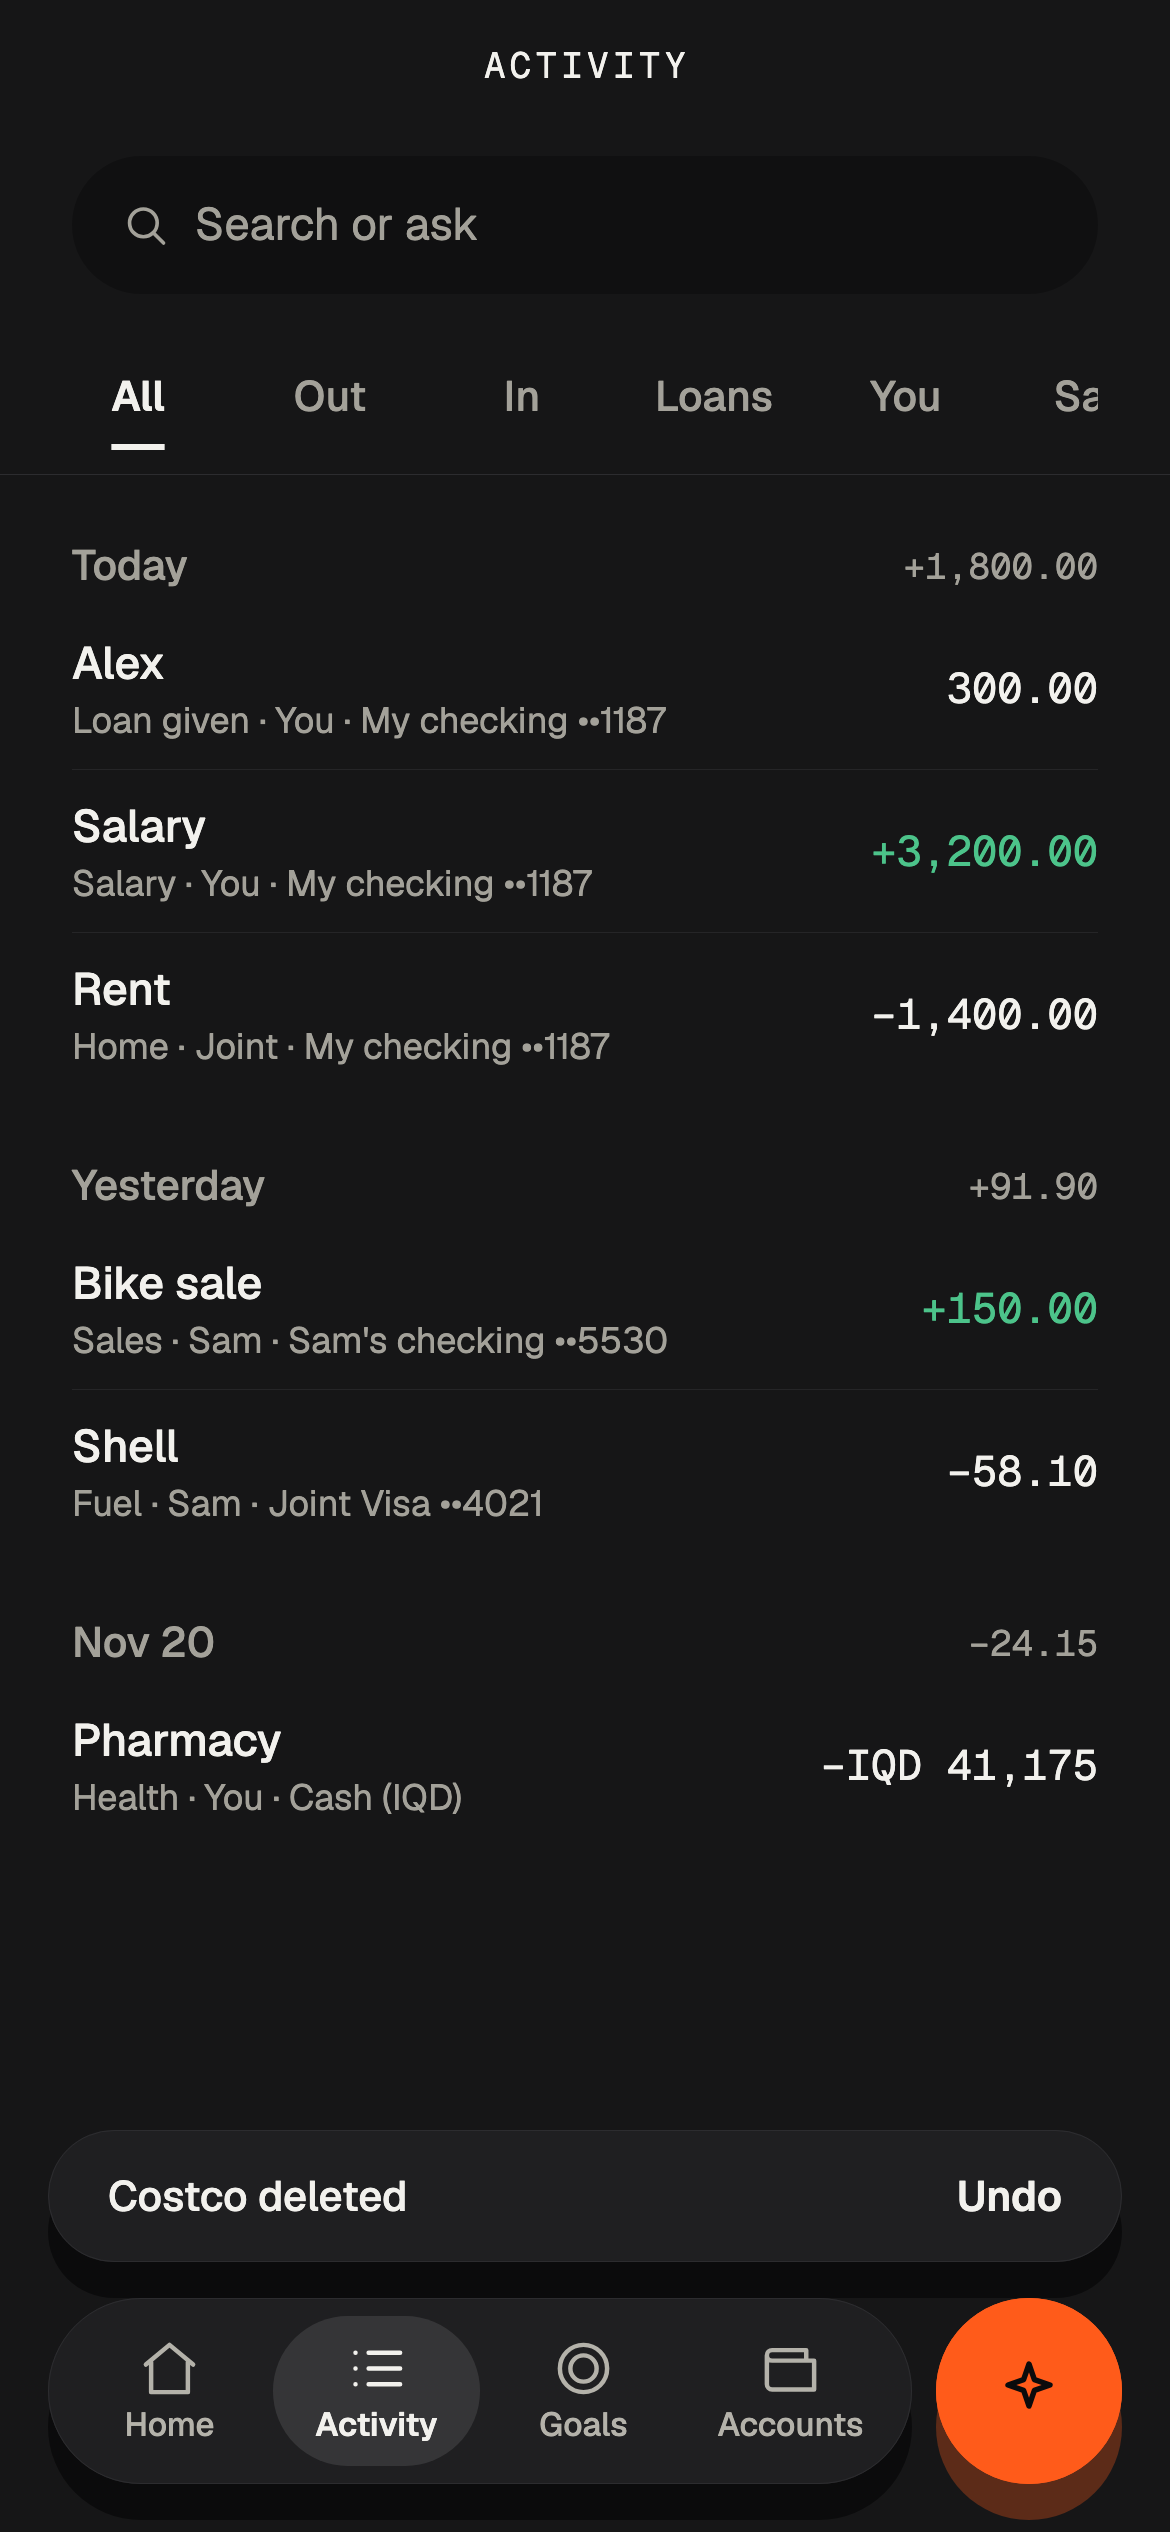 ACTIVITY
Search or ask
All Out In Loans You Sa
Today +1,800.00
Alex
300.00
Loan given · You · My checking ••1187
Salary
+3,200.00
Salary · You · My checking ••1187
Rent
−1,400.00
Home · Joint · My checking ••1187
Yesterday +91.90
Bike sale
+150.00
Sales · Sam · Sam's checking ••5530
Shell
−58.10
Fuel · Sam · Joint Visa ••4021
Nov 20 −24.15
Pharmacy
−IQD 41,175
Health · You · Cash (IQD)
Costco deleted Undo
Home Activity Goals Accounts